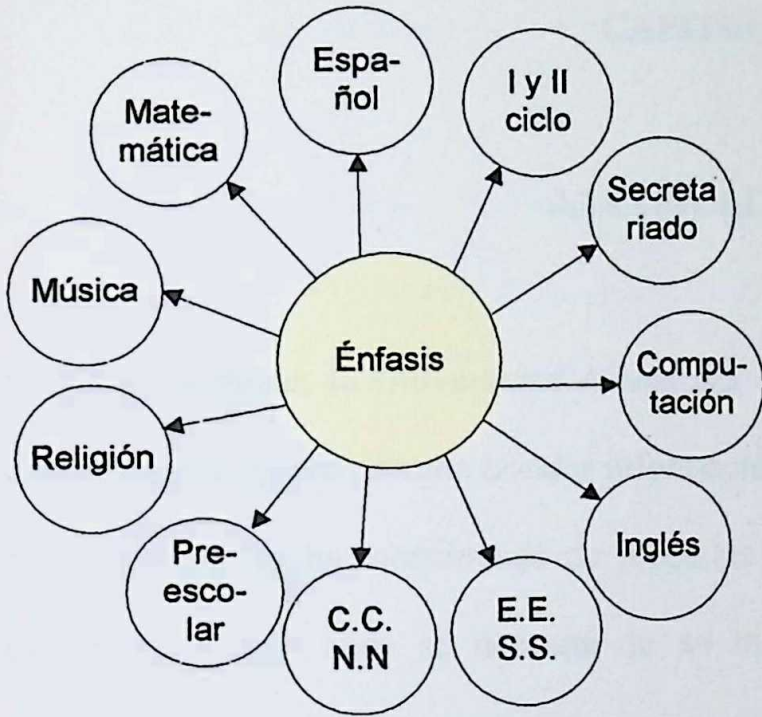 Énfasis
Espa-
ñol
I y II
ciclo
Secreta
riado
Compu-
tación
Inglés
E.E.
S.S.
C.C.
N.N
Pre-
esco-
lar
Religión
Música
Mate-
mática